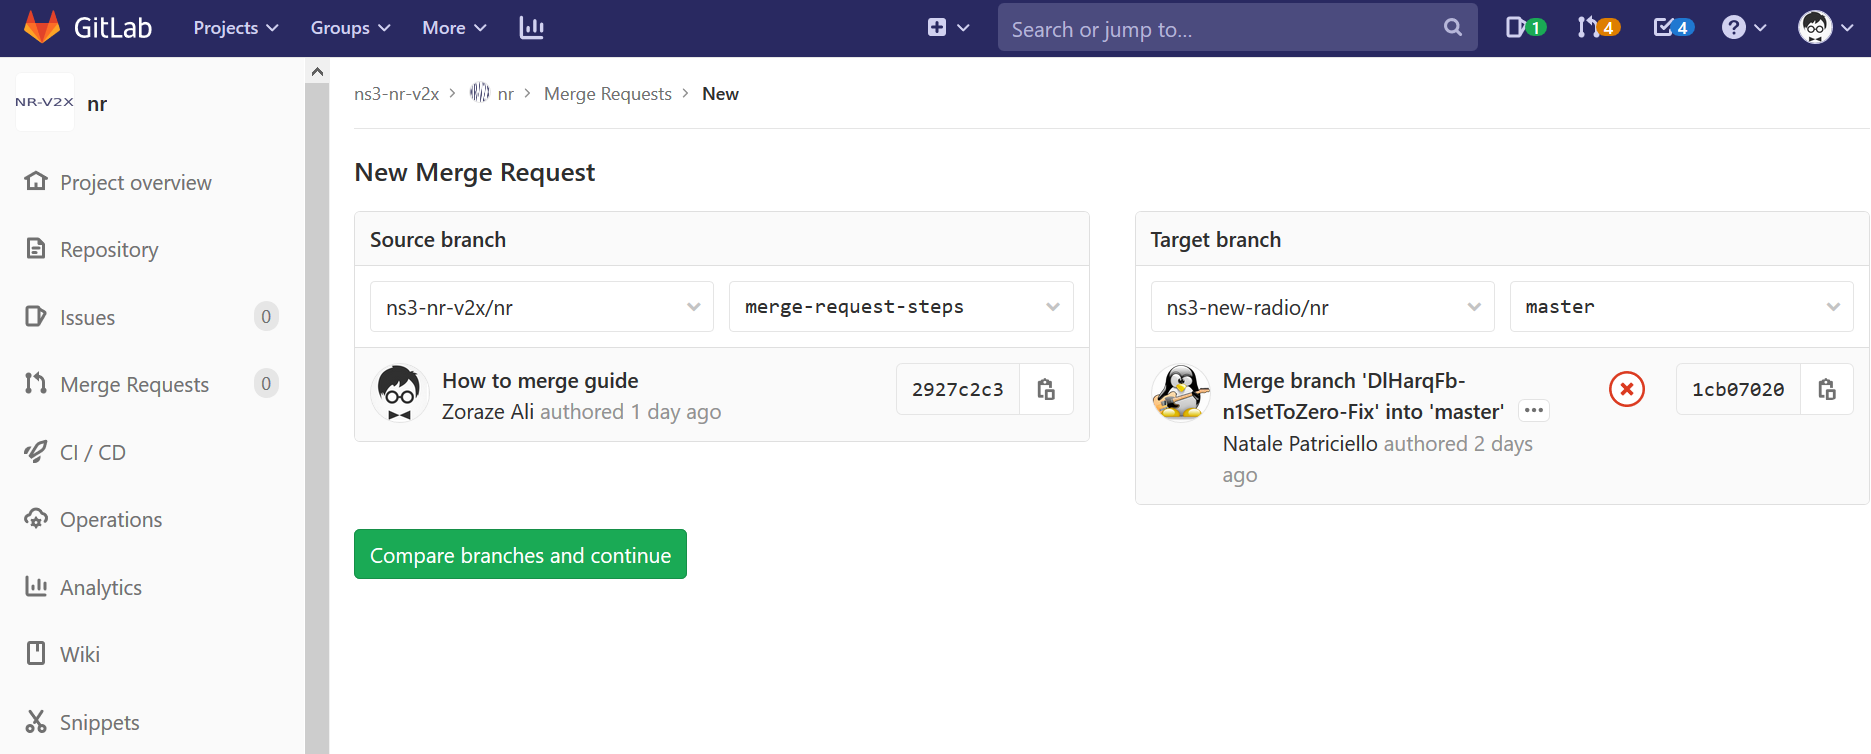 GitLab Projects Groups More Search or jump to... 1 4 4
NR-V2X nr
Project overview
Repository
Issues 0
Merge Requests 0
CI / CD
Operations
Analytics
Wiki
Snippets
ns3-nr-v2x > nr > Merge Requests > New
New Merge Request
Source branch
ns3-nr-v2x/nr merge-request-steps
How to merge guide 2927c2c3
Zoraze Ali authored 1 day ago
Target branch
ns3-new-radio/nr master
Merge branch 'DlHarqFb- 1cb07020
n1SetToZero-Fix' into 'master' ...
Natale Patriciello authored 2 days
ago
Compare branches and continue